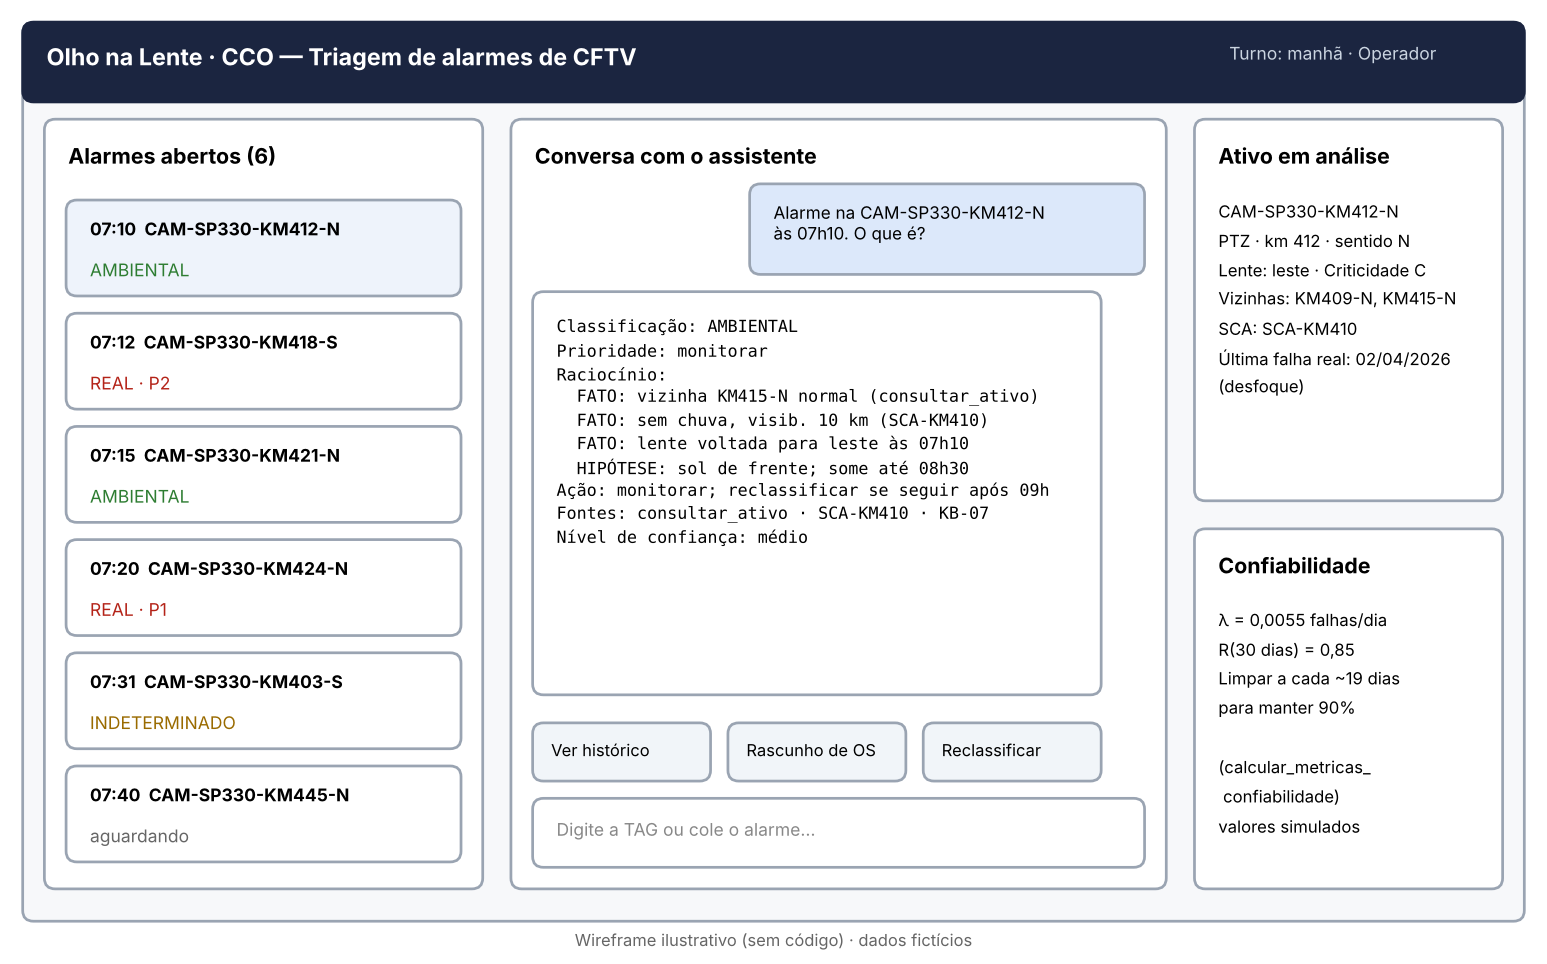 Olho na Lente · CCO — Triagem de alarmes de CFTV
Turno: manhã · Operador
Alarmes abertos (6)
07:10 CAM-SP330-KM412-N
AMBIENTAL
07:12 CAM-SP330-KM418-S
REAL · P2
07:15 CAM-SP330-KM421-N
AMBIENTAL
07:20 CAM-SP330-KM424-N
REAL · P1
07:31 CAM-SP330-KM403-S
INDETERMINADO
07:40 CAM-SP330-KM445-N
aguardando
Conversa com o assistente
Alarme na CAM-SP330-KM412-N
às 07h10. O que é?
Classificação: AMBIENTAL
Prioridade: monitorar
Raciocínio:
FATO: vizinha KM415-N normal (consultar_ativo)
FATO: sem chuva, visib. 10 km (SCA-KM410)
FATO: lente voltada para leste às 07h10
HIPÓTESE: sol de frente; some até 08h30
Ação: monitorar; reclassificar se seguir após 09h
Fontes: consultar_ativo · SCA-KM410 · KB-07
Nível de confiança: médio
Ver histórico
Rascunho de OS
Reclassificar
Digite a TAG ou cole o alarme...
Ativo em análise
CAM-SP330-KM412-N
PTZ · km 412 · sentido N
Lente: leste · Criticidade C
Vizinhas: KM409-N, KM415-N
SCA: SCA-KM410
Última falha real: 02/04/2026
(desfoque)
Confiabilidade
λ = 0,0055 falhas/dia
R(30 dias) = 0,85
Limpar a cada ~19 dias
para manter 90%
(calcular_metricas_
confiabilidade)
valores simulados
Wireframe ilustrativo (sem código) · dados fictícios